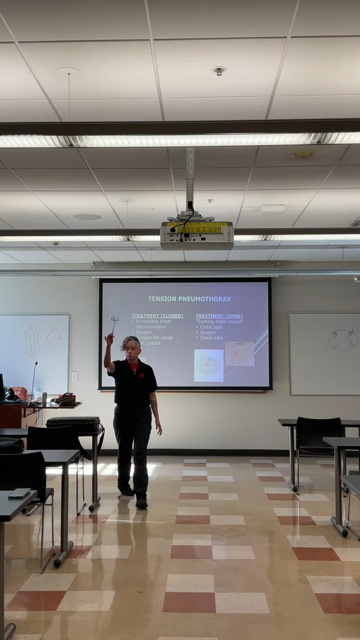 TENSION PNEUMOTHORAX
TREATMENT (CLOSED)
Immediate chest
decompression
Oxygen
TREATMENT (OPEN)
"Sucking chest wound"
✓ Chest seal
✓ Oxygen
✓ Chest tube